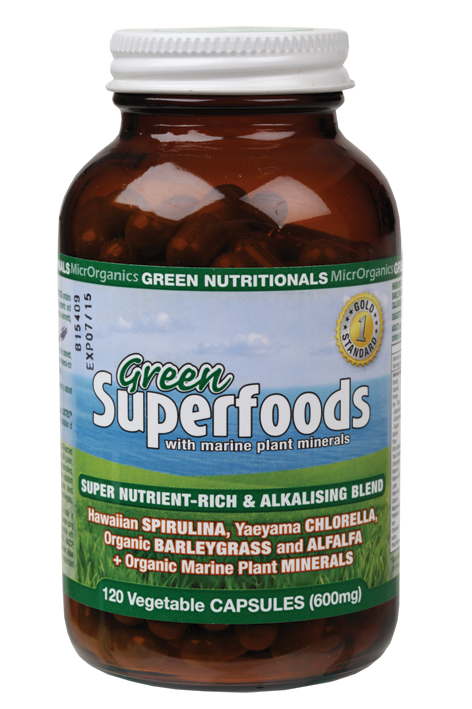 ALS MicrOrganics GREEN NUTRITIONALS MicrOrganics G
B15409
EXP07/15
GOLD
1
STANDARD
Green
Superfoods
with marine plant minerals
SUPER NUTRIENT-RICH & ALKALISING BLEND
Hawaiian SPIRULINA, Yaeyama CHLORELLA,
Organic BARLEYGRASS and ALFALFA
+ Organic Marine Plant MINERALS
120 Vegetable CAPSULES (600mg)